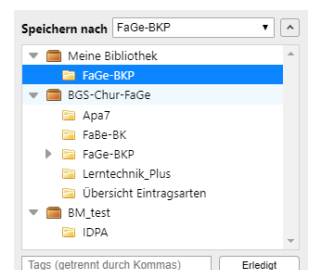 Speichern nach FaGe-BKP
Meine Bibliothek
FaGe-BKP
BGS-Chur-FaGe
Apa7
FaBe-BK
FaGe-BKP
Lerntechnik_Plus
Übersicht Eintragsarten
BM_test
IDPA
Tags (getrennt durch Kommas) Erledigt